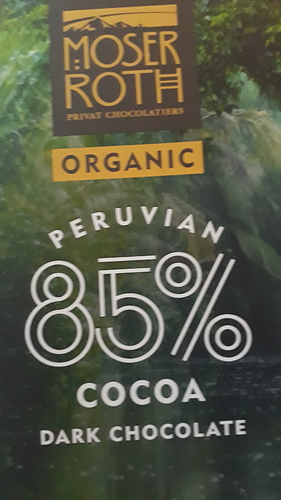 MOSER
ROTH
PRIVAT CHOCOLATIERS
ORGANIC
PERUVIAN
85%
COCOA
DARK CHOCOLATE